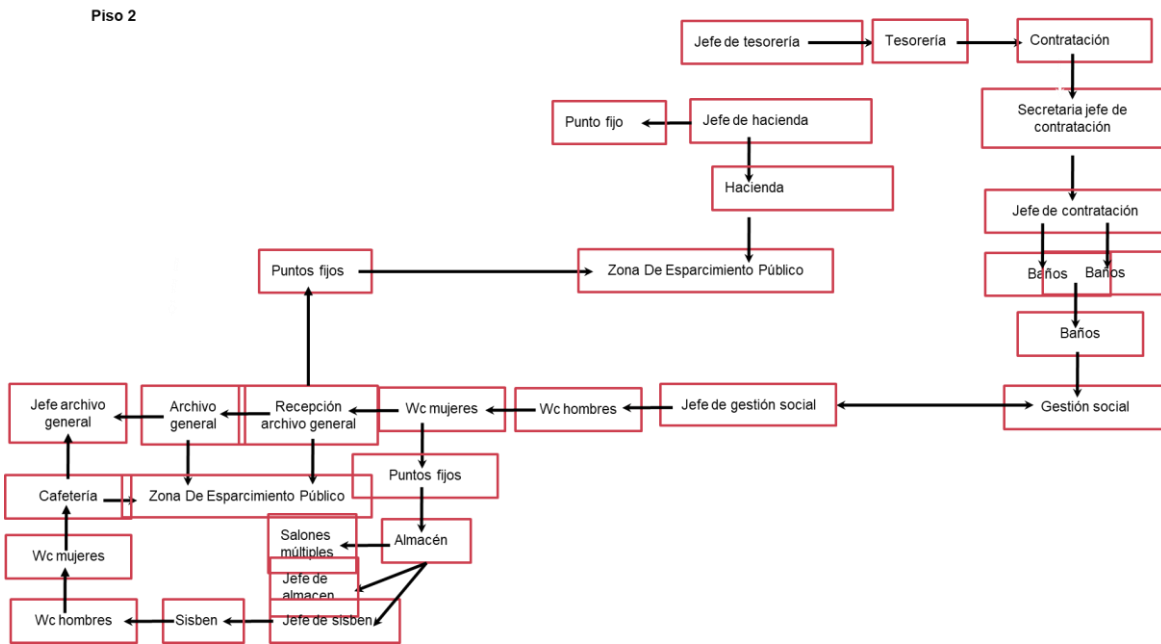 Piso 2
Jefe de tesorería
Tesorería
Contratación
Punto fijo
Jefe de hacienda
Secretaria jefe de
contratación
Hacienda
Jefe de contratación
Puntos fijos
Zona De Esparcimiento Público
Baños
Baños
Baños
Jefe archivo
general
Archivo
general
Recepción
archivo general
Wc mujeres
Wc hombres
Jefe de gestión social
Gestión social
Puntos fijos
Cafetería
Zona De Esparcimiento Público
Salones
múltiples
Almacén
Wc mujeres
Jefe de
almacen
Wc hombres
Sisben
Jefe de sisben